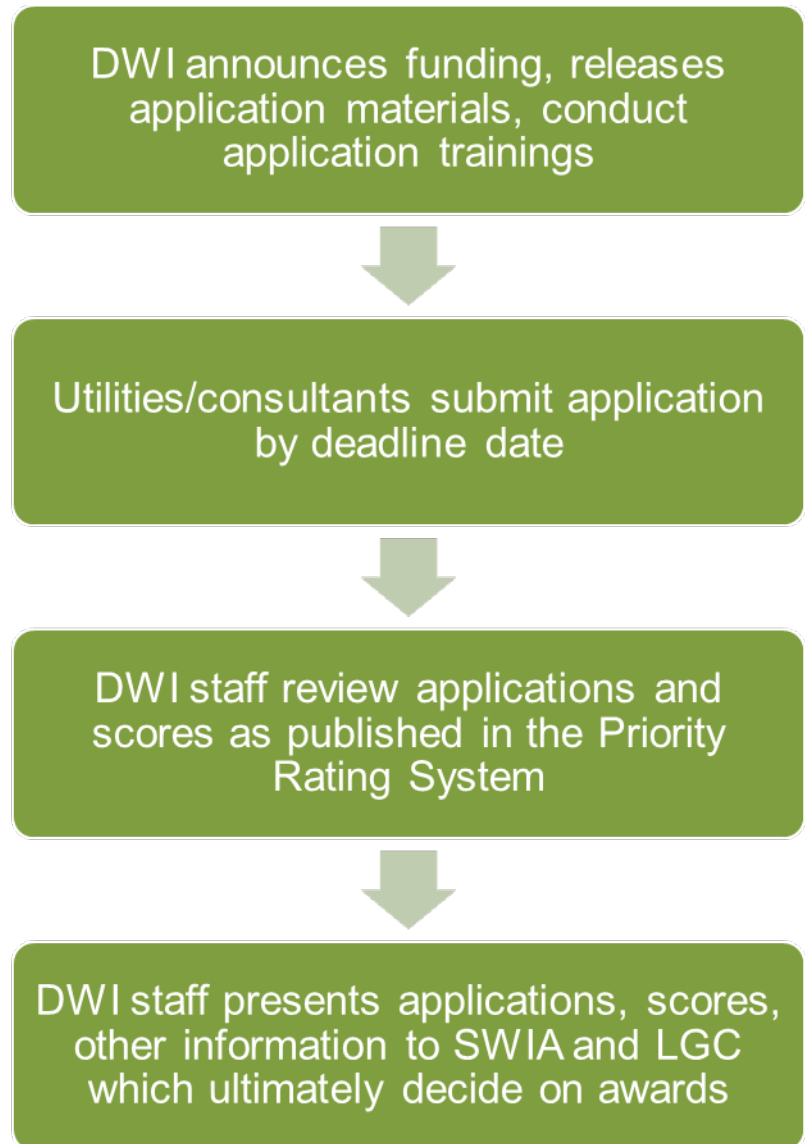 DWI announces funding, releases
application materials, conduct
application trainings
Utilities/consultants submit application
by deadline date
DWI staff review applications and
scores as published in the Priority
Rating System
DWI staff presents applications, scores,
other information to SWIA and LGC
which ultimately decide on awards